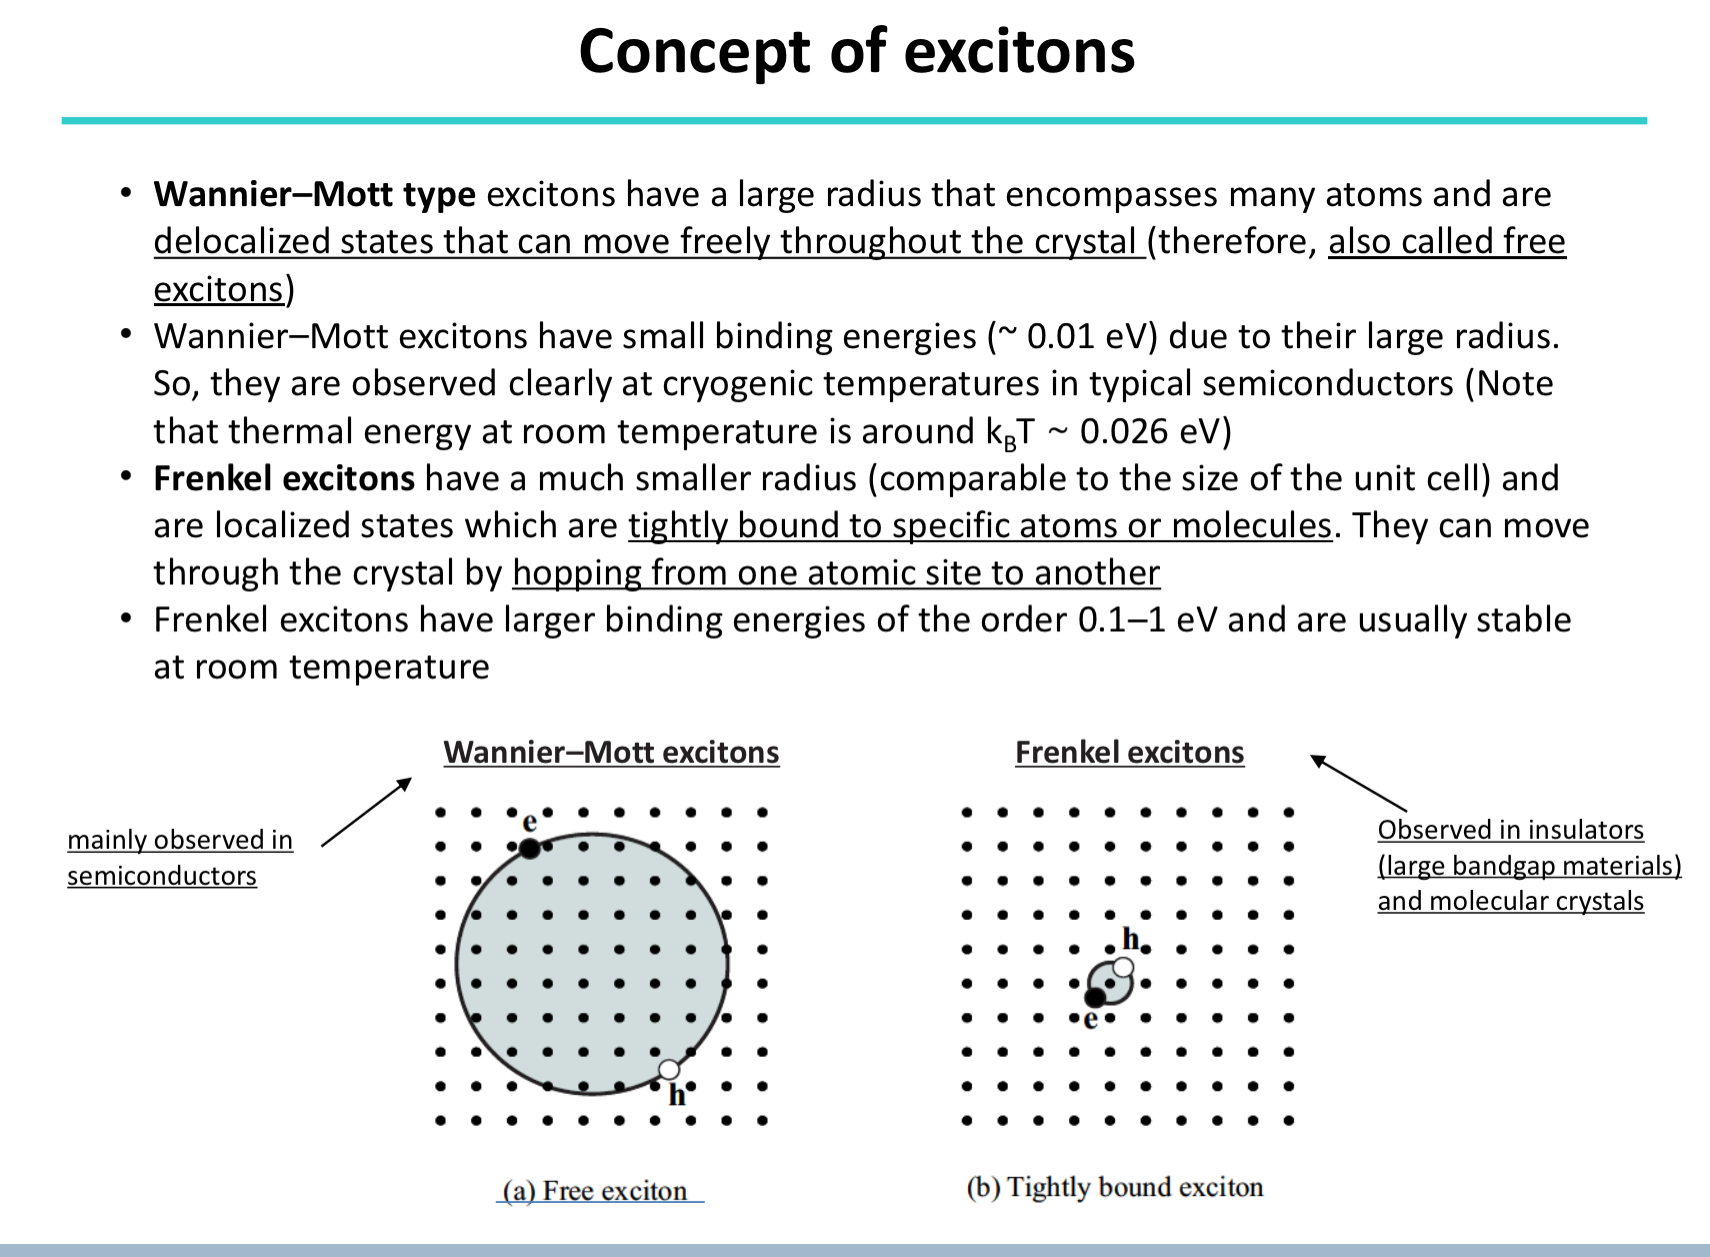 Concept of excitons
• Wannier–Mott type excitons have a large radius that encompasses many atoms and are
delocalized states that can move freely throughout the crystal (therefore, also called free
excitons)
• Wannier–Mott excitons have small binding energies (~ 0.01 eV) due to their large radius.
So, they are observed clearly at cryogenic temperatures in typical semiconductors (Note
that thermal energy at room temperature is around kBT ~ 0.026 eV)
• Frenkel excitons have a much smaller radius (comparable to the size of the unit cell) and
are localized states which are tightly bound to specific atoms or molecules. They can move
through the crystal by hopping from one atomic site to another
• Frenkel excitons have larger binding energies of the order 0.1–1 eV and are usually stable
at room temperature
Wannier–Mott excitons
mainly observed in
semiconductors
e
h
(a) Free exciton
Frenkel excitons
Observed in insulators
(large bandgap materials)
and molecular crystals
h
e
(b) Tightly bound exciton